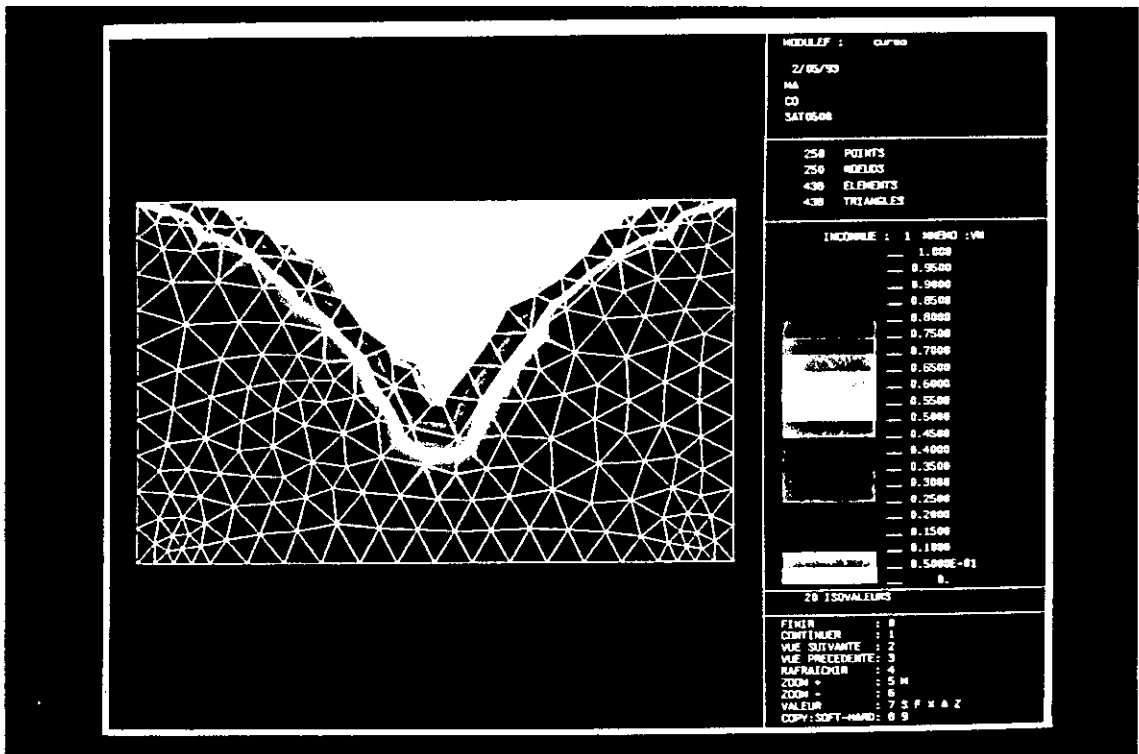 MODULEF : curso
2/05/93
MA
CO
SAT0508
250 POINTS
250 NOEUDS
438 ELEMENTS
438 TRIANGLES
INCONNUE : 1 MNEMO :VN
1.000
0.9500
0.9000
0.8500
0.8000
0.7500
0.7000
0.6500
0.6000
0.5500
0.5000
0.4500
0.4000
0.3500
0.3000
0.2500
0.2000
0.1500
0.1000
0.5000E-01
0.
20 ISOVALEURS
FINIR : 0
CONTINUER : 1
VUE SUIVANTE : 2
VUE PRECEDENTE: 3
RAFRAICHIR : 4
ZOOM + : 5 M
ZOOM - : 6
VALEUR : 7 S F X A Z
COPY:SOFT-HARD: 8 9